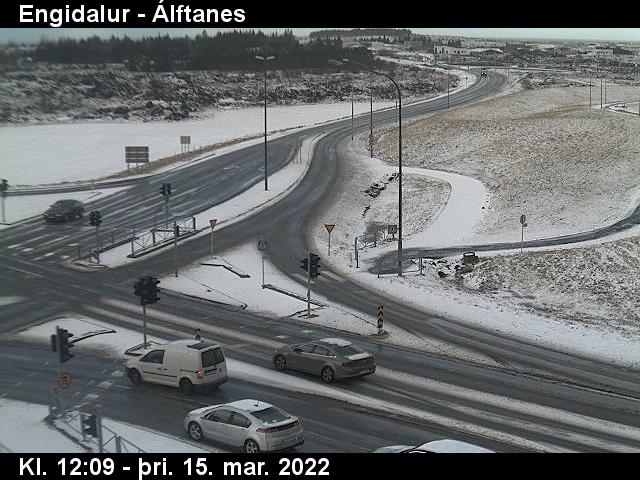 Engidalur - Álftanes
Kl. 12:09 - þri. 15. mar. 2022